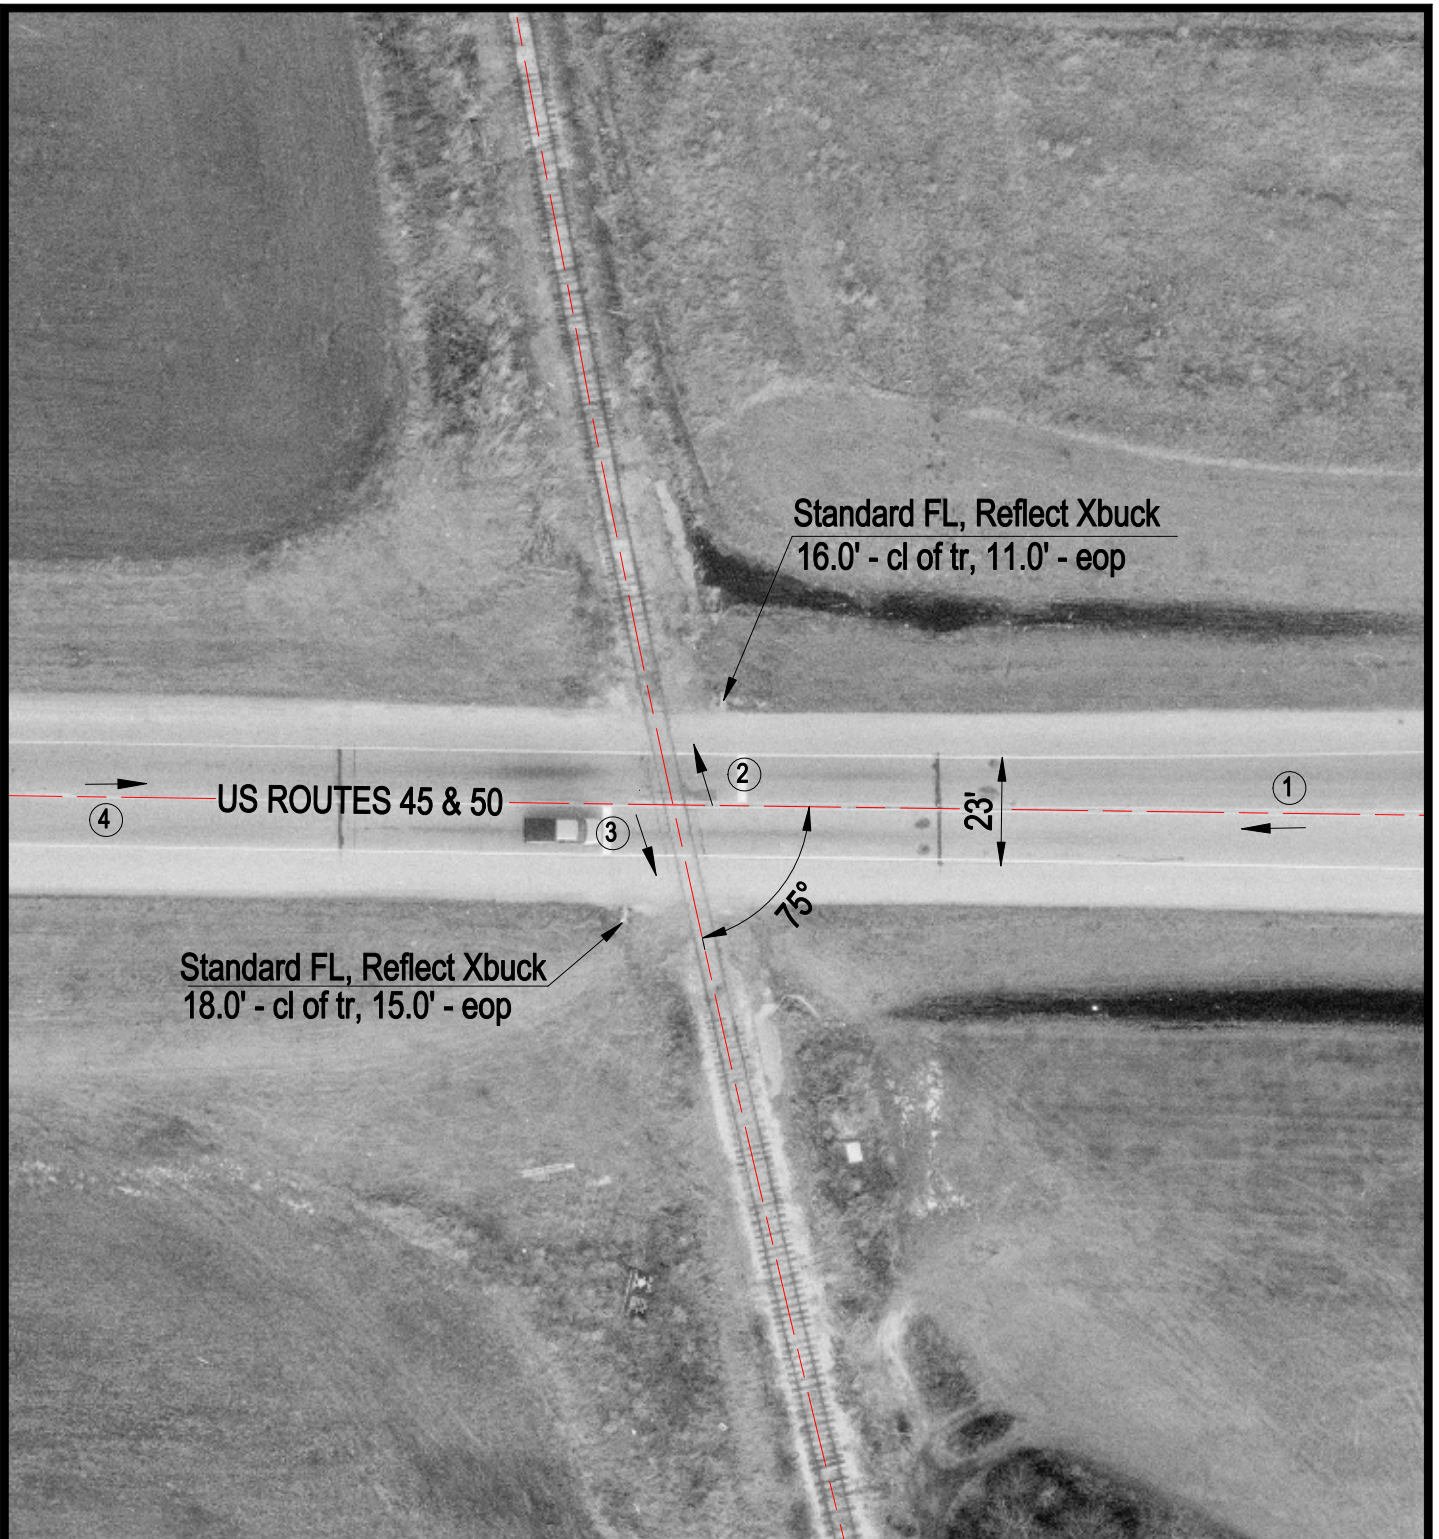 Standard FL, Reflect Xbuck
16.0' - cl of tr, 11.0' - eop
2
1
US ROUTES 45 & 50
23'
4
3
75°
Standard FL, Reflect Xbuck
18.0' - cl of tr, 15.0' - eop